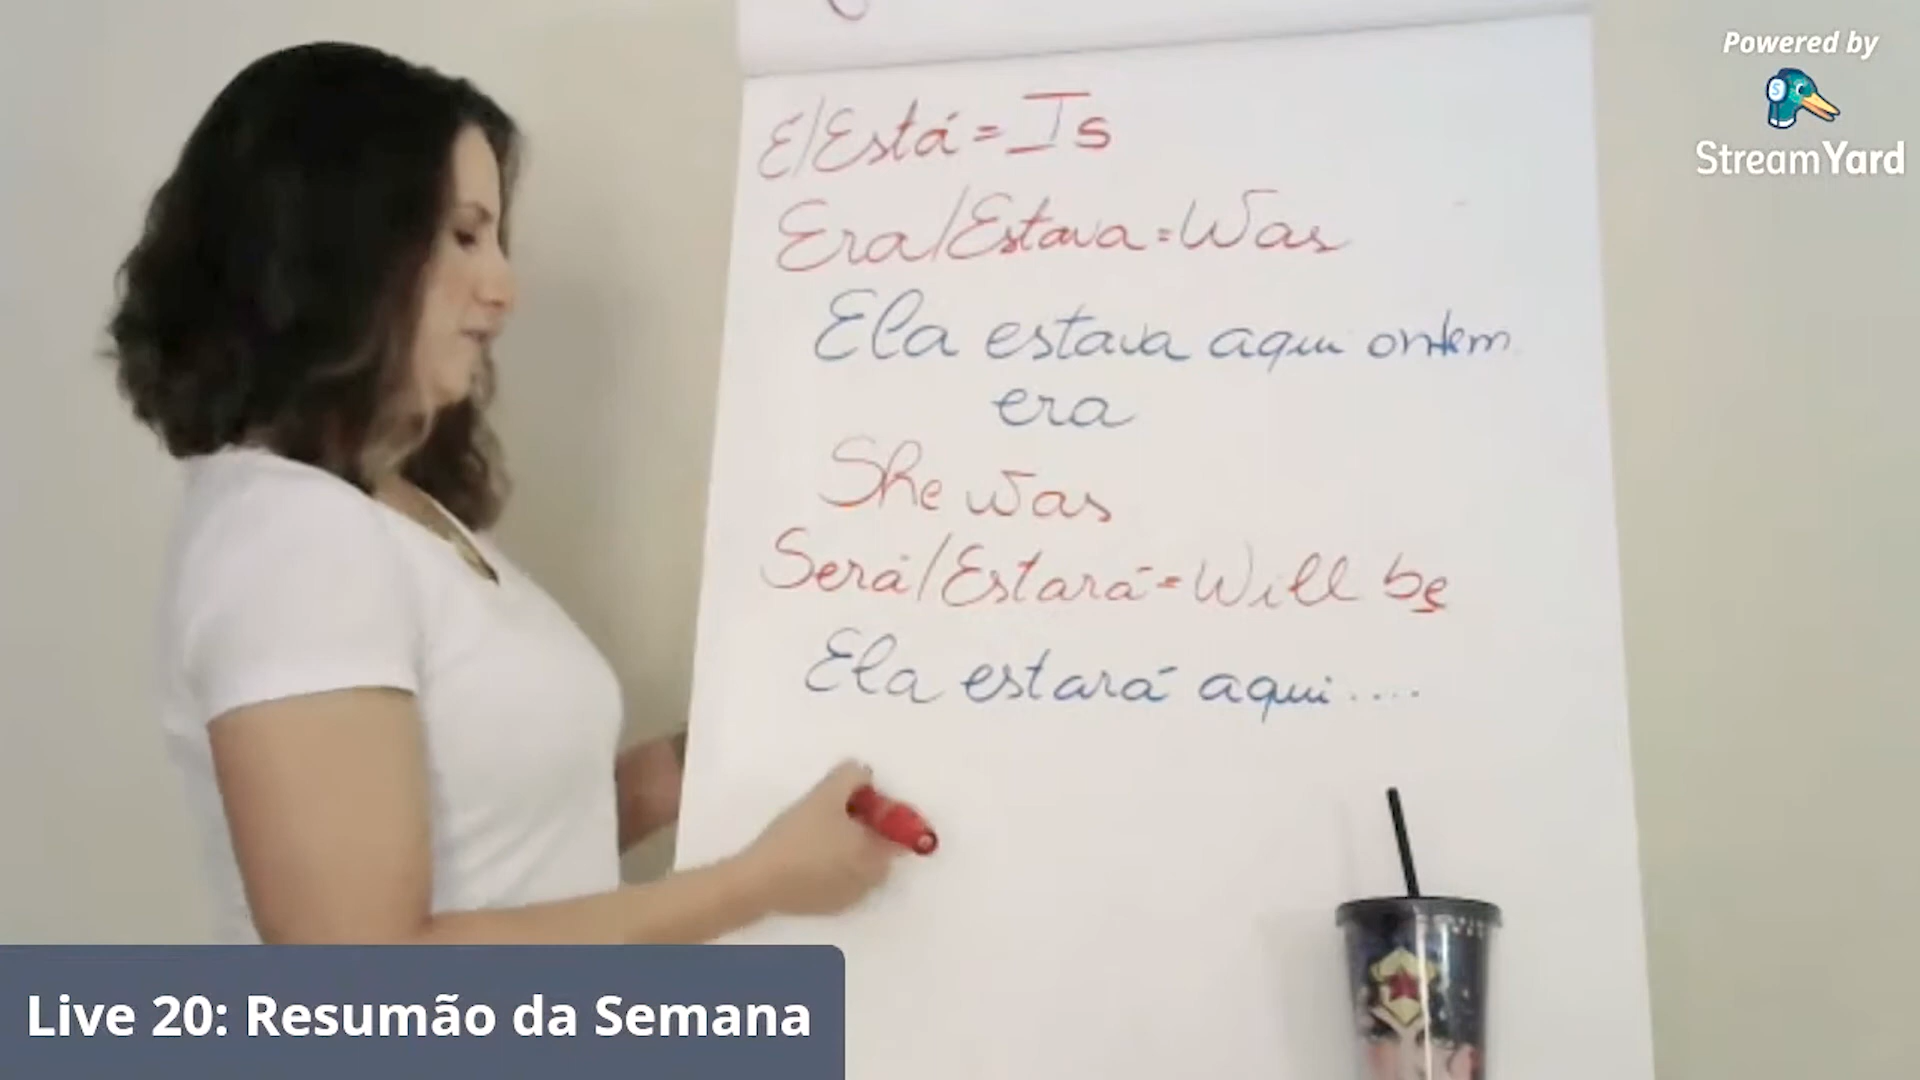 Powered by
StreamYard
É/Está = Is
Era/Estava = Was
Ela estava aqui ontem
era
She was
Será/Estará = Will be
Ela estará aqui....
Live 20: Resumão da Semana